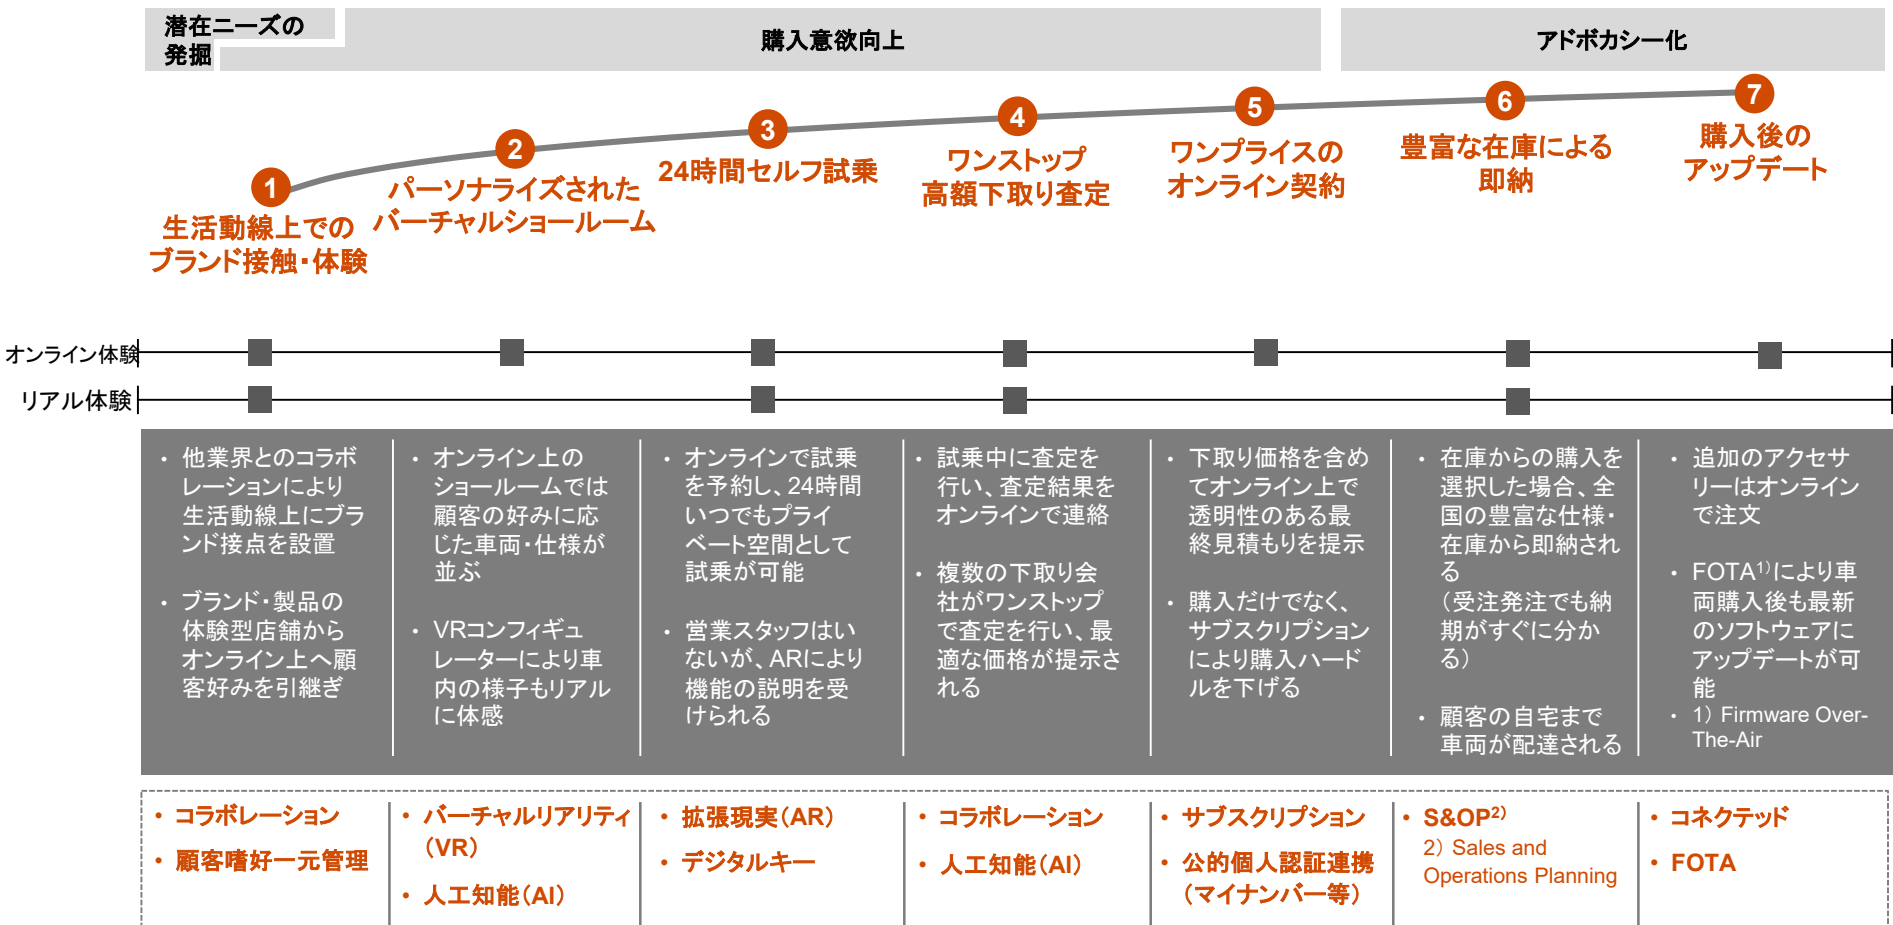 潜在ニーズの
発掘
購入意欲向上
アドボカシー化
1
生活動線上での
ブランド接触・体験
2
パーソナライズされた
バーチャルショールーム
3
24時間セルフ試乗
4
ワンストップ
高額下取り査定
5
ワンプライスの
オンライン契約
6
豊富な在庫による
即納
7
購入後の
アップデート
オンライン体験
リアル体験
・ 他業界とのコラボ
レーションにより
生活動線上にブラ
ンド接点を設置
・ ブランド・製品の
体験型店舗から
オンライン上へ顧
客好みを引継ぎ
・ オンライン上の
ショールームでは
顧客の好みに応
じた車両・仕様が
並ぶ
・ VRコンフィギュ
レーターにより車
内の様子もリアル
に体感
・ オンラインで試乗
を予約し、24時間
いつでもプライ
ベート空間として
試乗が可能
・ 営業スタッフはい
ないが、ARにより
機能の説明を受
けられる
・ 試乗中に査定を
行い、査定結果を
オンラインで連絡
・ 複数の下取り会
社がワンストップ
で査定を行い、最
適な価格が提示さ
れる
・ 下取り価格を含め
てオンライン上で
透明性のある最
終見積もりを提示
・ 購入だけでなく、
サブスクリプション
により購入ハード
ルを下げる
・ 在庫からの購入を
選択した場合、全
国の豊富な仕様・
在庫から即納され
る
（受注発注でも納
期がすぐに分か
る）
・ 顧客の自宅まで
車両が配達される
・ 追加のアクセサ
リーはオンライン
で注文
・ FOTA1)により車
両購入後も最新
のソフトウェアに
アップデートが可
能
・ 1） Firmware Over-
The-Air
・ コラボレーション
・ 顧客嗜好一元管理
・ バーチャルリアリティ
（VR）
・ 人工知能（AI）
・ 拡張現実（AR）
・ デジタルキー
・ コラボレーション
・ 人工知能（AI）
・ サブスクリプション
・ 公的個人認証連携
（マイナンバー等）
・ S&OP2)
2） Sales and
Operations Planning
・ コネクテッド
・ FOTA